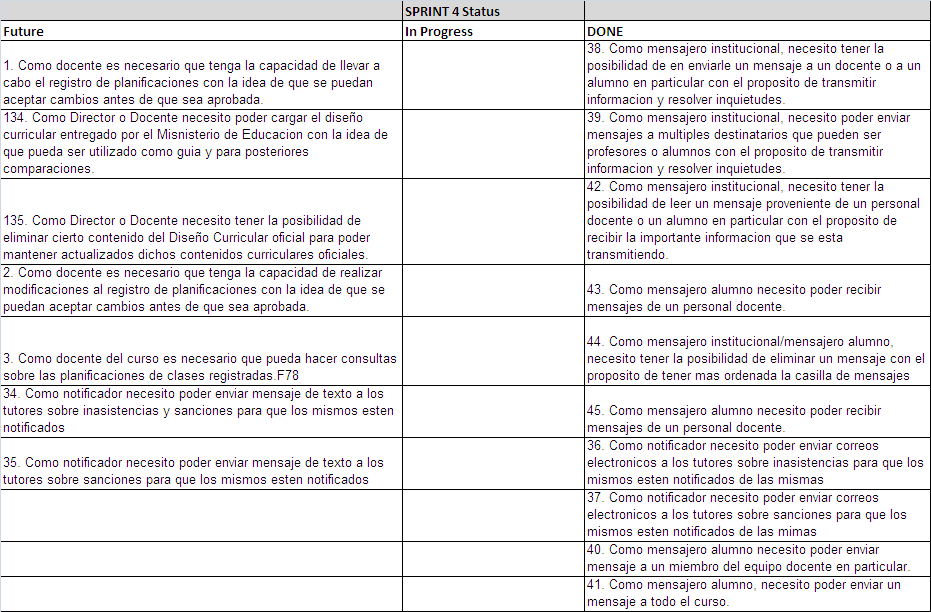 SPRINT 4 Status
Future
In Progress
DONE
1. Como docente es necesario que tenga la capacidad de llevar a
cabo el registro de planificaciones con la idea de que se puedan
aceptar cambios antes de que sea aprobada.
38. Como mensajero institucional, necesito tener la
posibilidad de en enviarle un mensaje a un docente o a un
alumno en particular con el proposito de transmitir
informacion y resolver inquietudes.
134. Como Director o Docente necesito poder cargar el diseño
curricular entregado por el Misnisterio de Educacion con la idea de
que pueda ser utilizado como guia y para posteriores
comparaciones.
39. Como mensajero institucional, necesito poder enviar
mensajes a multiples destinatarios que pueden ser
profesores o alumnos con el proposito de transmitir
informacion y resolver inquietudes.
135. Como Director o Docente necesito tener la posibilidad de
eliminar cierto contenido del Diseño Curricular oficial para poder
mantener actualizados dichos contenidos curriculares oficiales.
42. Como mensajero institucional, necesito tener la
posibilidad de leer un mensaje proveniente de un personal
docente o un alumno en particular con el proposito de
recibir la importante informacion que se esta
transmitiendo.
2. Como docente es necesario que tenga la capacidad de realizar
modificaciones al registro de planificaciones con la idea de que se
puedan aceptar cambios antes de que sea aprobada.
43. Como mensajero alumno necesito poder recibir
mensajes de un personal docente.
3. Como docente del curso es necesario que pueda hacer consultas
sobre las planificaciones de clases registradas.F78
44. Como mensajero institucional/mensajero alumno,
necesito tener la posibilidad de eliminar un mensaje con el
proposito de tener mas ordenada la casilla de mensajes
34. Como notificador necesito poder enviar mensaje de texto a los
tutores sobre inasistencias y sanciones para que los mismos esten
notificados
45. Como mensajero alumno necesito poder recibir
mensajes de un personal docente.
35. Como notificador necesito poder enviar mensaje de texto a los
tutores sobre sanciones para que los mismos esten notificados
36. Como notificador necesito poder enviar correos
electronicos a los tutores sobre inasistencias para que los
mismos esten notificados de las mismas
37. Como notificador necesito poder enviar correos
electronicos a los tutores sobre sanciones para que los
mismos esten notificados de las mimas
40. Como mensajero alumno necesito poder enviar
mensaje a un miembro del equipo docente en particular.
41. Como mensajero alumno, necesito poder enviar un
mensaje a todo el curso.